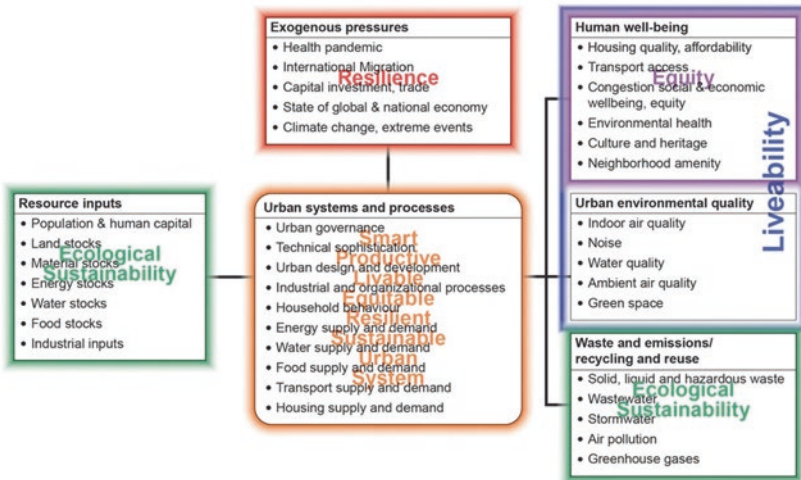 Exogenous pressures
• Health pandemic
• International Migration
• Capital investment, trade
• State of global & national economy
• Climate change, extreme events
Resilience
Human well-being
• Housing quality, affordability
• Transport access
• Congestion social & economic
wellbeing, equity
• Environmental health
• Culture and heritage
• Neighborhood amenity
Equity
Liveability
Resource inputs
• Population & human capital
• Land stocks
• Material stocks
• Energy stocks
• Water stocks
• Food stocks
• Industrial inputs
Ecological
Sustainability
Urban systems and processes
• Urban governance
• Technical sophistication
• Urban design and development
• Industrial and organizational processes
• Household behaviour
• Energy supply and demand
• Water supply and demand
• Food supply and demand
• Transport supply and demand
• Housing supply and demand
Smart
Productive
Livable
Equitable
Resilient
Sustainable
Urban
System
Urban environmental quality
• Indoor air quality
• Noise
• Water quality
• Ambient air quality
• Green space
Waste and emissions/
recycling and reuse
• Solid, liquid and hazardous waste
• Wastewater
• Stormwater
• Air pollution
• Greenhouse gases
Ecological
Sustainability